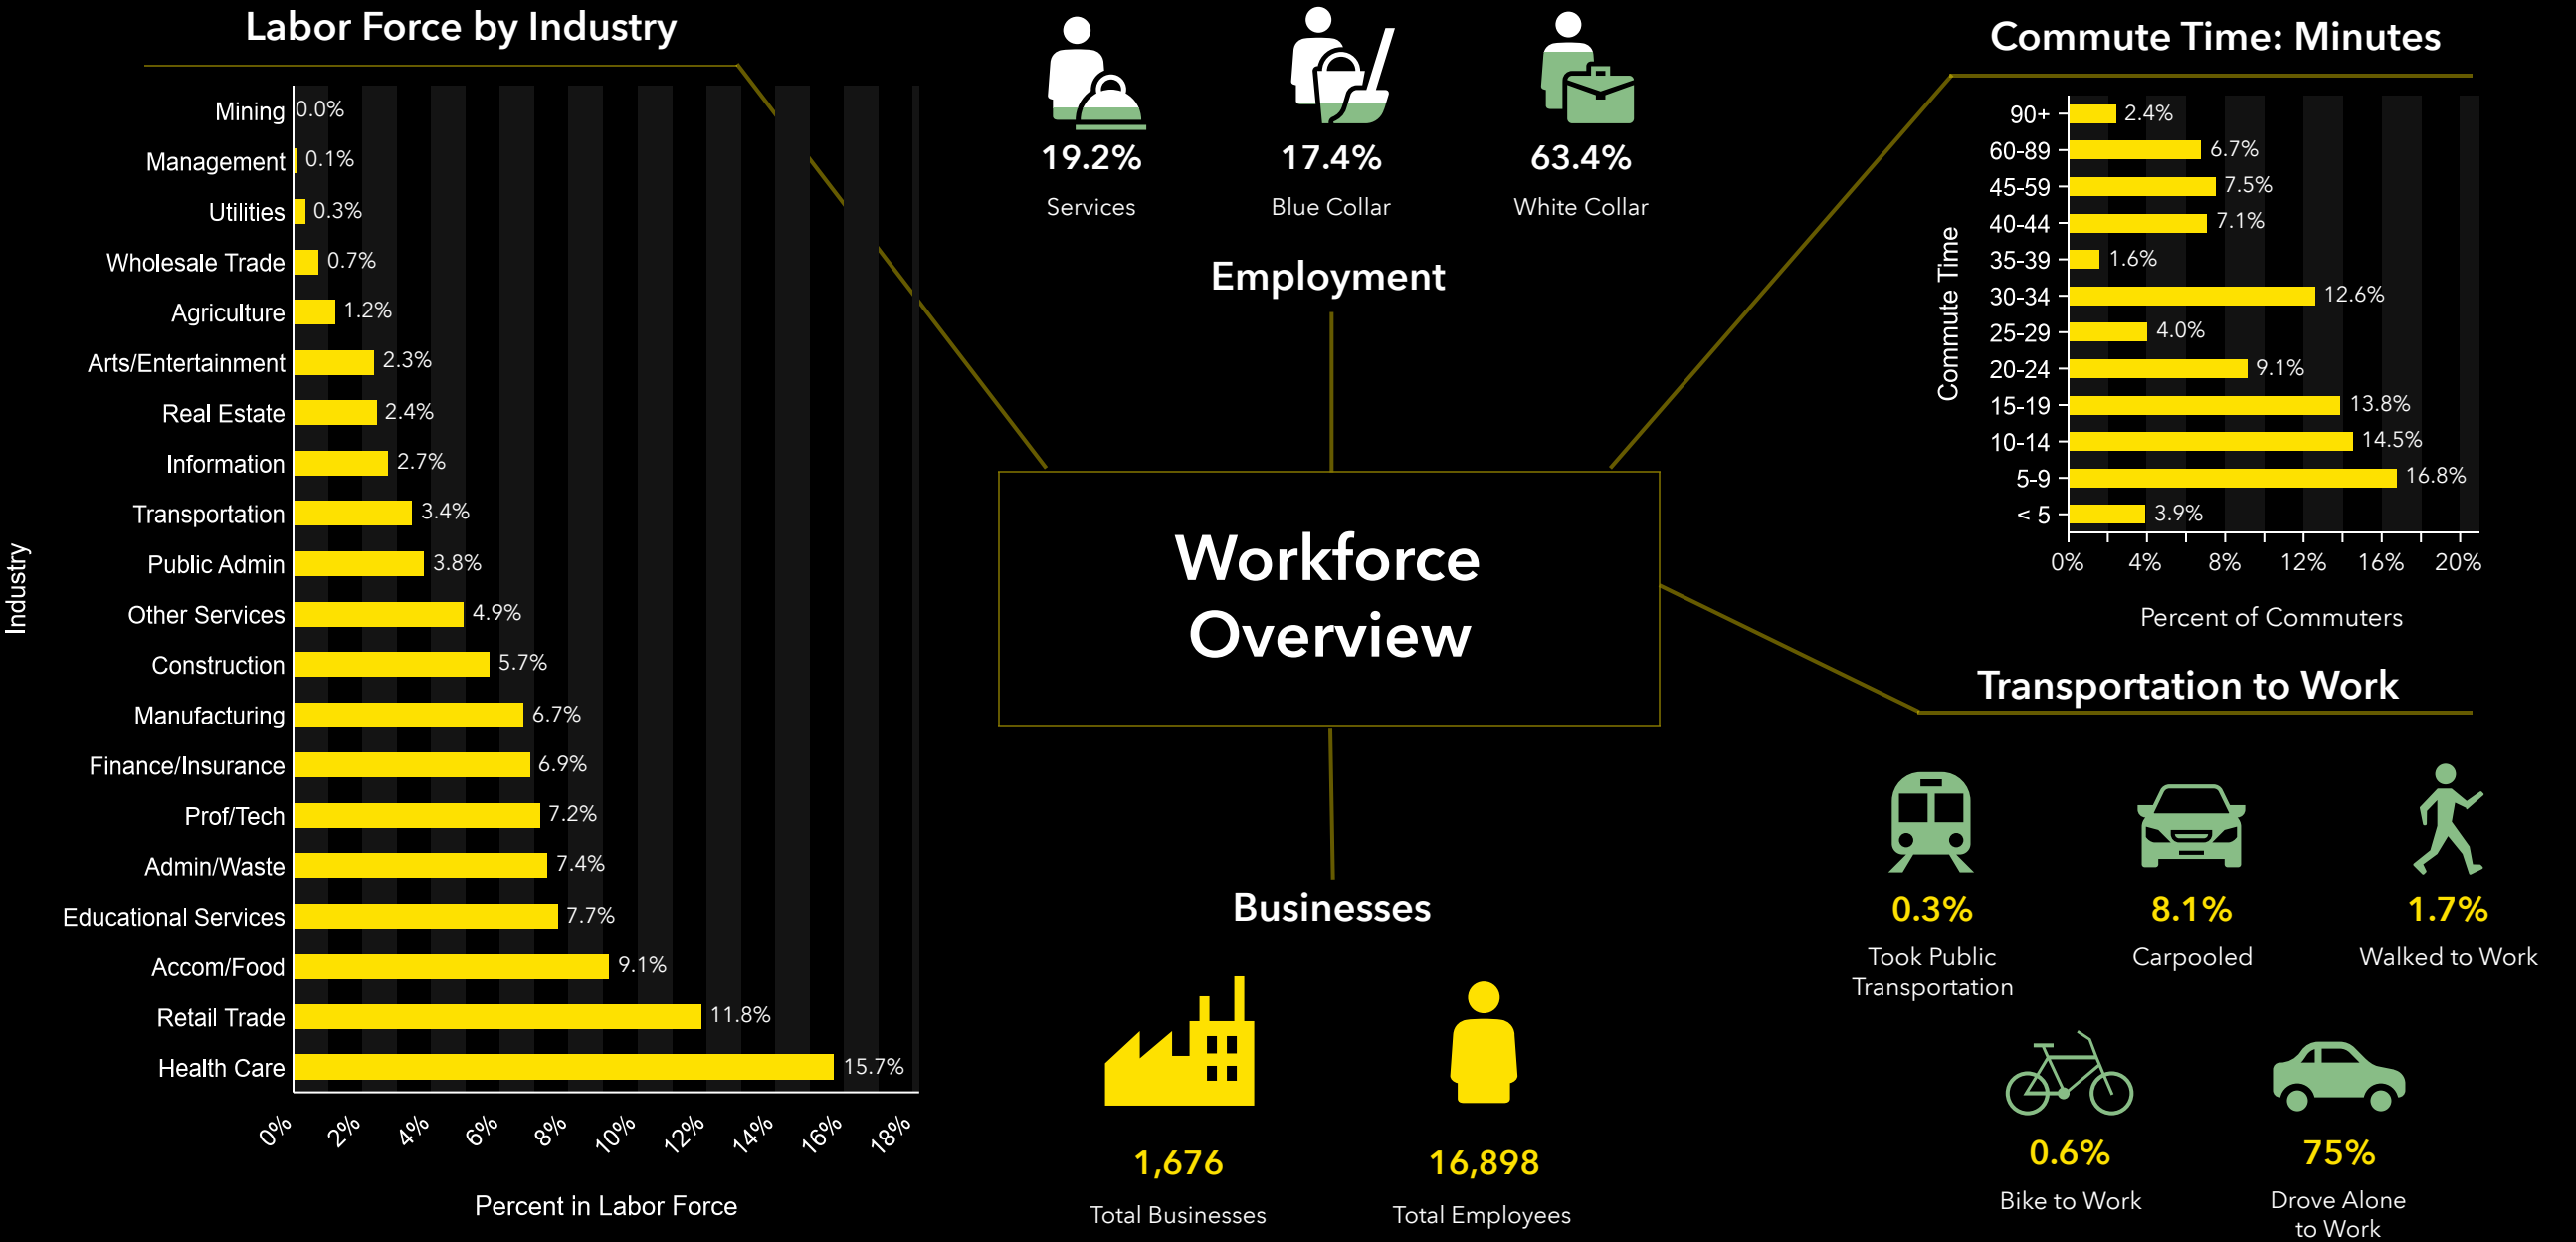 Labor Force by Industry
Industry
Mining 0.0%
Management 0.1%
Utilities 0.3%
Wholesale Trade 0.7%
Agriculture 1.2%
Arts/Entertainment 2.3%
Real Estate 2.4%
Information 2.7%
Transportation 3.4%
Public Admin 3.8%
Other Services 4.9%
Construction 5.7%
Manufacturing 6.7%
Finance/Insurance 6.9%
Prof/Tech 7.2%
Admin/Waste 7.4%
Educational Services 7.7%
Accom/Food 9.1%
Retail Trade 11.8%
Health Care 15.7%
0% 2% 4% 6% 8% 10% 12% 14% 16% 18%
Percent in Labor Force
19.2% 17.4% 63.4%
Services Blue Collar White Collar
Employment
Workforce
Overview
Businesses
1,676 16,898
Total Businesses Total Employees
Commute Time: Minutes
Commute Time
90+ 2.4%
60-89 6.7%
45-59 7.5%
40-44 7.1%
35-39 1.6%
30-34 12.6%
25-29 4.0%
20-24 9.1%
15-19 13.8%
10-14 14.5%
5-9 16.8%
< 5 3.9%
0% 4% 8% 12% 16% 20%
Percent of Commuters
Transportation to Work
0.3% 8.1% 1.7%
Took Public Carpooled Walked to Work
Transportation
0.6% 75%
Bike to Work Drove Alone
to Work